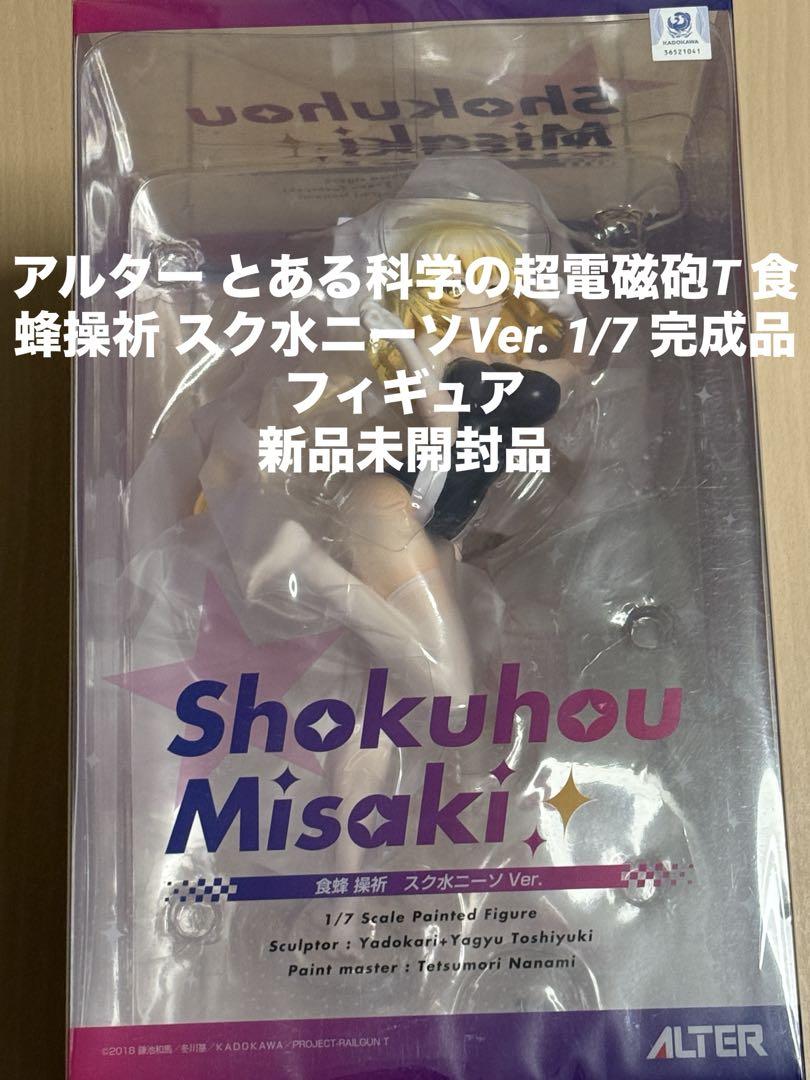 KADOKAWA
36521041
Shokuhou
Misaki
アルター とある科学の超電磁砲T 食
蜂操祈 スク水ニーソVer. 1/7 完成品
フィギュア
新品未開封品
Shokuhou
Misaki
食蜂 操祈 スク水ニーソ Ver.
1/7 Scale Painted Figure
Sculptor : Yadokari+Yagyu Toshiyuki
Paint master : Tetsumori Nanami
©2018 鎌池和馬／冬川基／KADOKAWA／PROJECT-RAILGUN T
ALTER